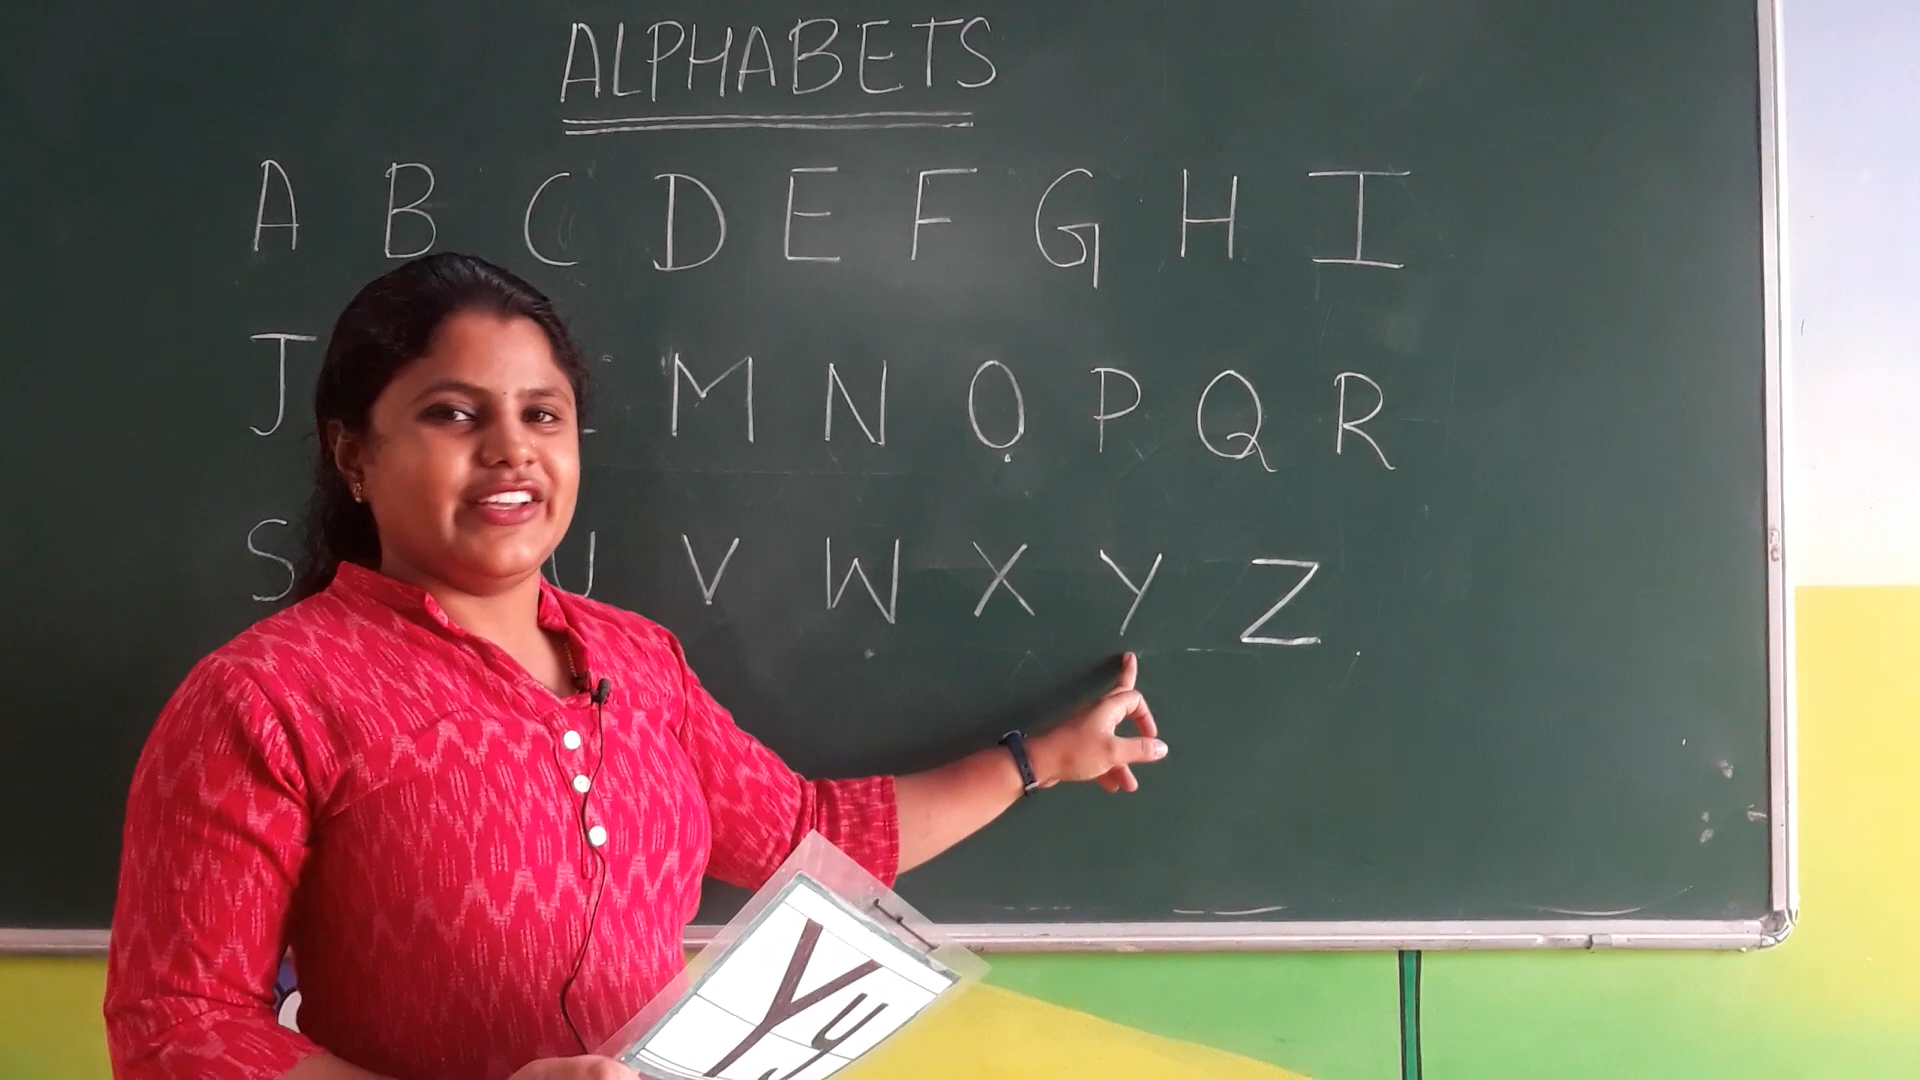 ALPHABETS
A B C D E F G H I
J M N O P Q R
S U V W X Y Z
Yy